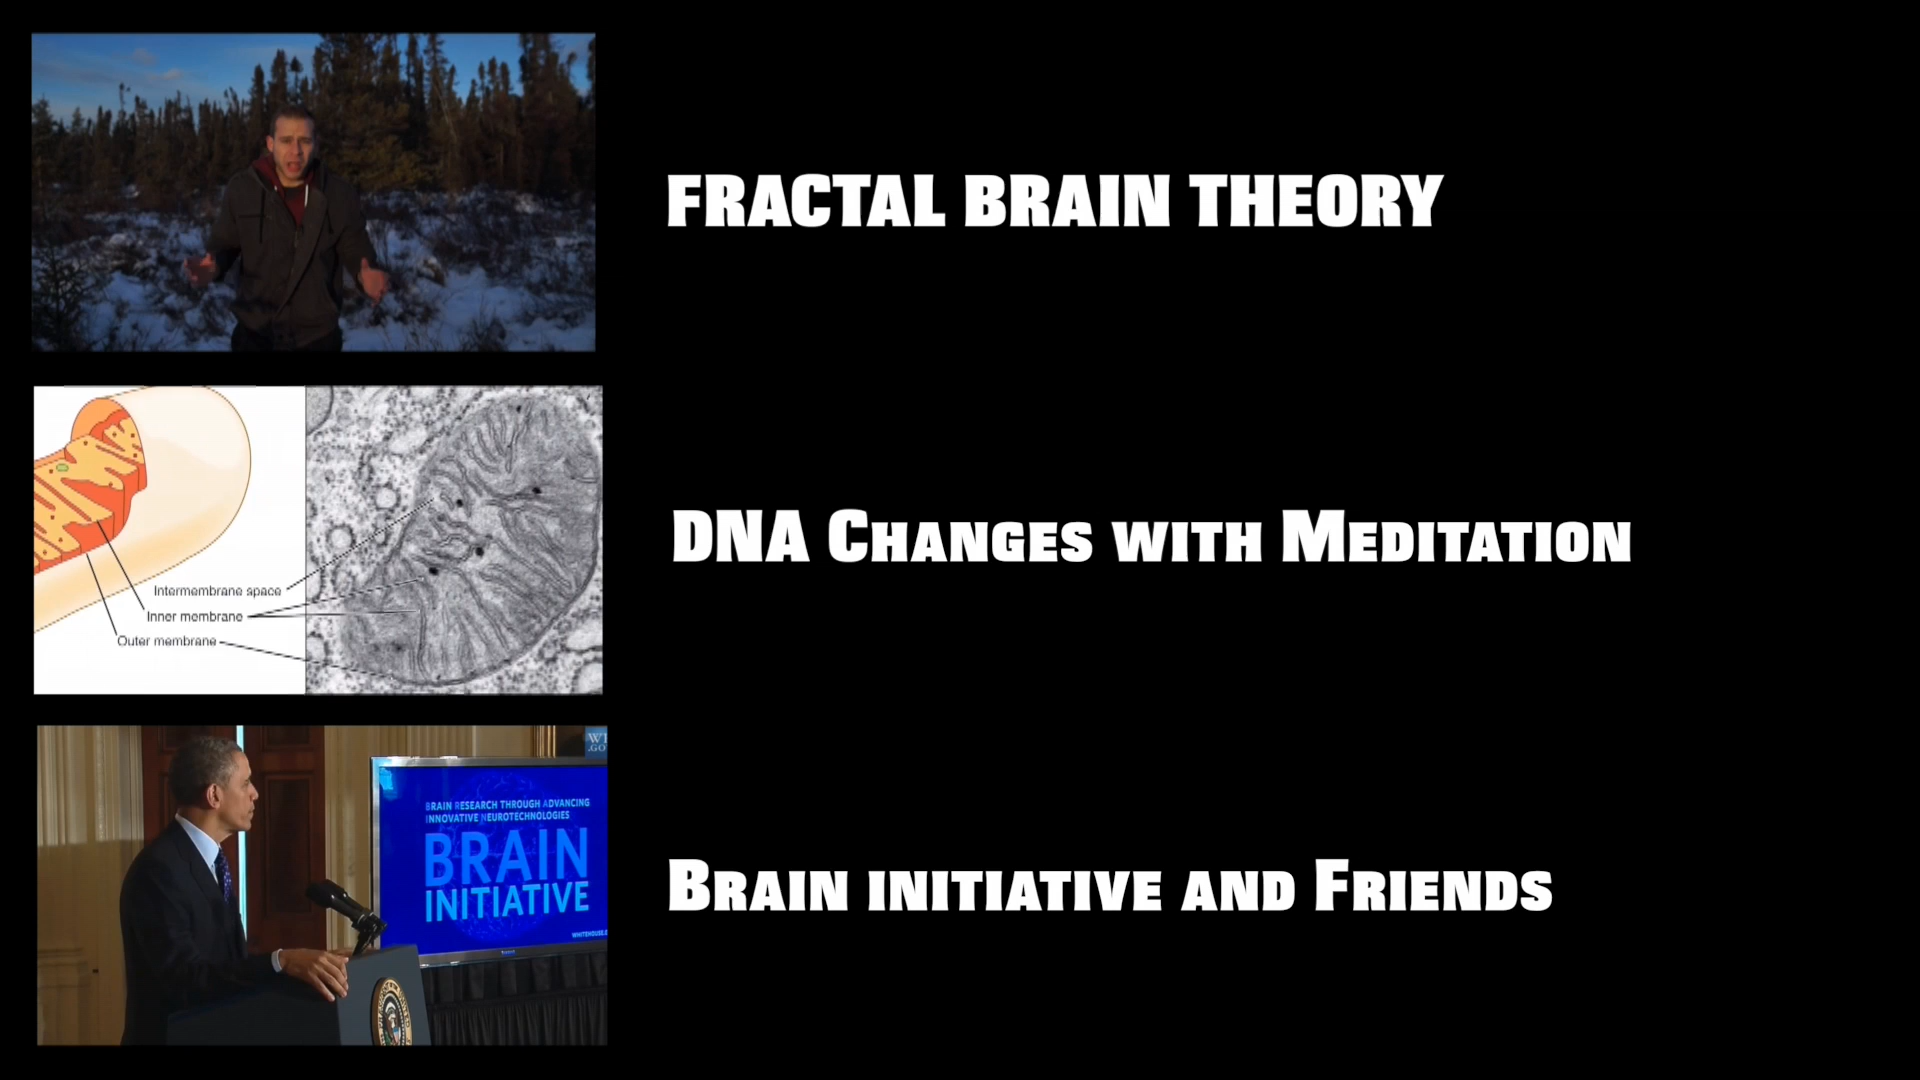 FRACTAL BRAIN THEORY
Intermembrane space
Inner membrane
Outer membrane
DNA CHANGES WITH MEDITATION
BRAIN RESEARCH THROUGH ADVANCING
INNOVATIVE NEUROTECHNOLOGIES
BRAIN
INITIATIVE
BRAIN INITIATIVE AND FRIENDS